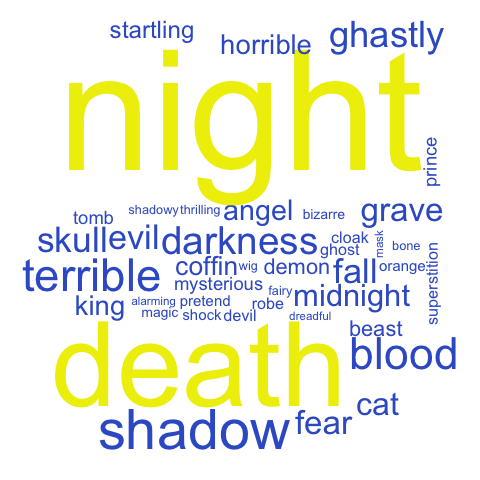 startling
horrible
ghastly
night
prince
tomb
shadowy
thrilling
angel
bizarre
grave
skull
evil
darkness
cloak
ghost
mask
bone
superstition
terrible
coffin
wig
demon
fall
orange
mysterious
fairy
midnight
king
alarming
pretend
robe
magic
shock
devil
dreadful
beast
death
blood
cat
shadow
fear